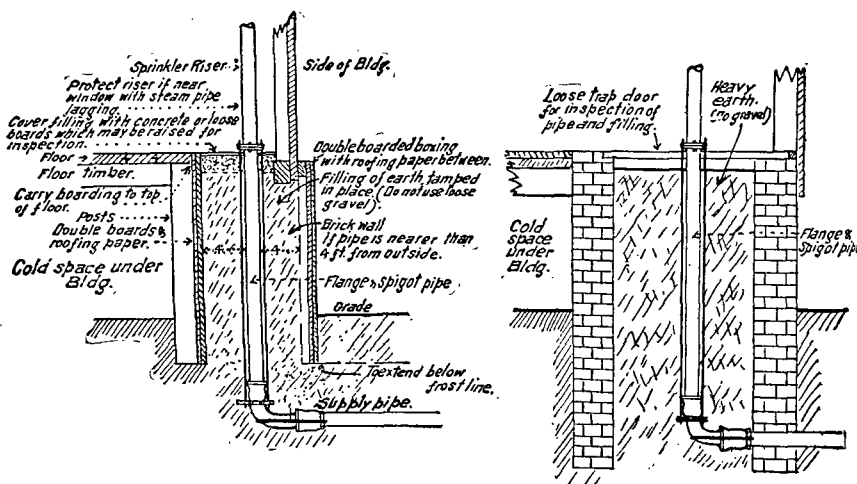 Sprinkler Riser
Side of Bldg.
Protect riser if near
window with steam pipe
lagging.
Cover filling with concrete or loose
boards which may be raised for
inspection.
Floor
Floor timber.
Carry boarding to top
of floor.
Posts
Double boards &
roofing paper.
Cold space under
Bldg.
Double boarded boxing
with roofing paper between.
Filling of earth tamped
in place. (Do not use loose
gravel).
Brick wall
If pipe is nearer than
4 ft. from outside.
Flange & spigot pipe
Grade
To extend below
frost line.
Supply pipe.
Loose trap door
for inspection of
pipe and filling.
Heavy
earth.
(No gravel)
Cold
space
under
Bldg.
Flange &
Spigot pipe